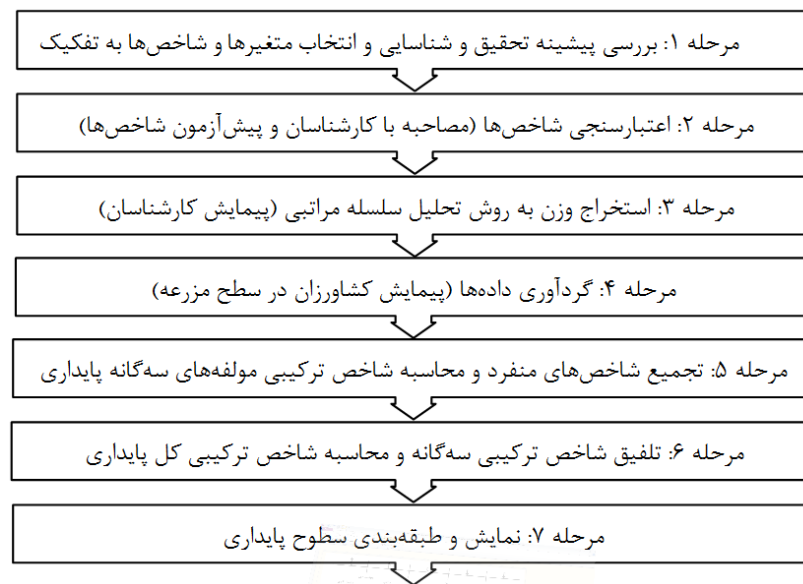 مرحله ۱: بررسی پیشینه تحقیق و شناسایی و انتخاب متغیرها و شاخص‌ها به تفکیک
مرحله ۲: اعتبارسنجی شاخص‌ها (مصاحبه با کارشناسان و پیش‌آزمون شاخص‌ها)
مرحله ۳: استخراج وزن به روش تحلیل سلسله مراتبی (پیمایش کارشناسان)
مرحله ۴: گردآوری داده‌ها (پیمایش کشاورزان در سطح مزرعه)
مرحله ۵: تجمیع شاخص‌های منفرد و محاسبه شاخص ترکیبی مولفه‌های سه‌گانه پایداری
مرحله ۶: تلفیق شاخص ترکیبی سه‌گانه و محاسبه شاخص ترکیبی کل پایداری
مرحله ۷: نمایش و طبقه‌بندی سطوح پایداری